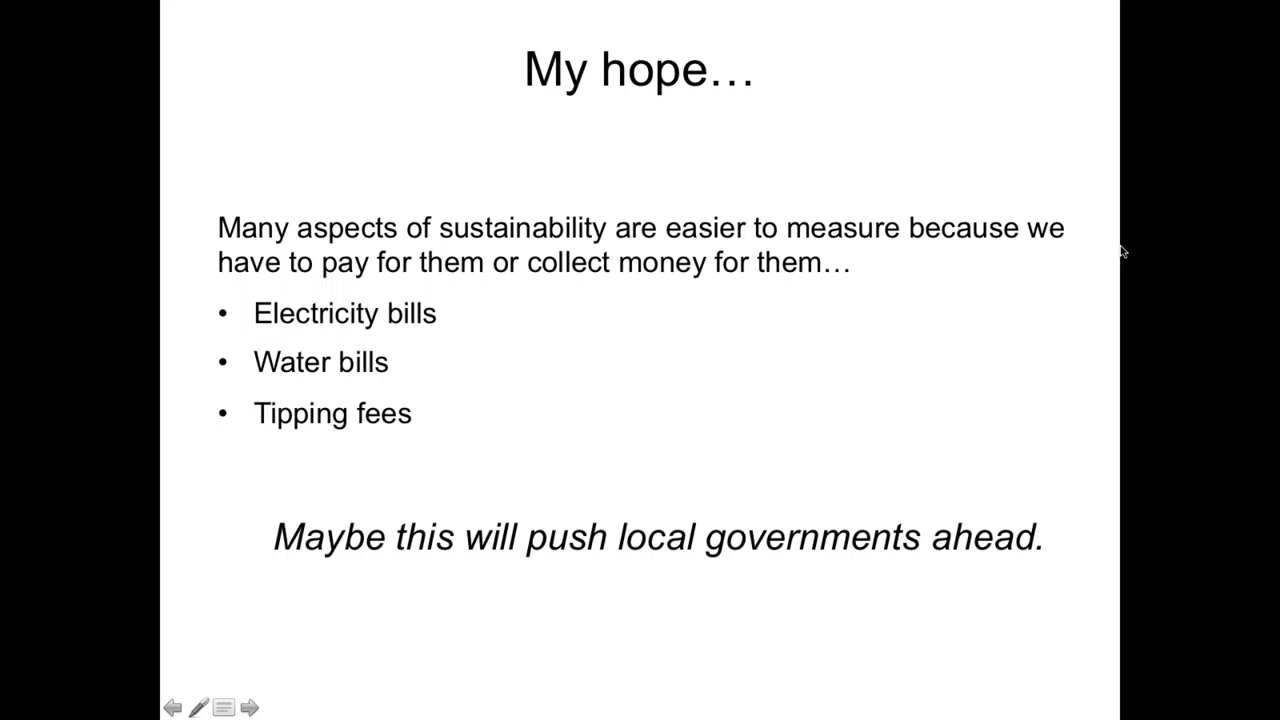 My hope…
Many aspects of sustainability are easier to measure because we
have to pay for them or collect money for them…
• Electricity bills
• Water bills
• Tipping fees
Maybe this will push local governments ahead.